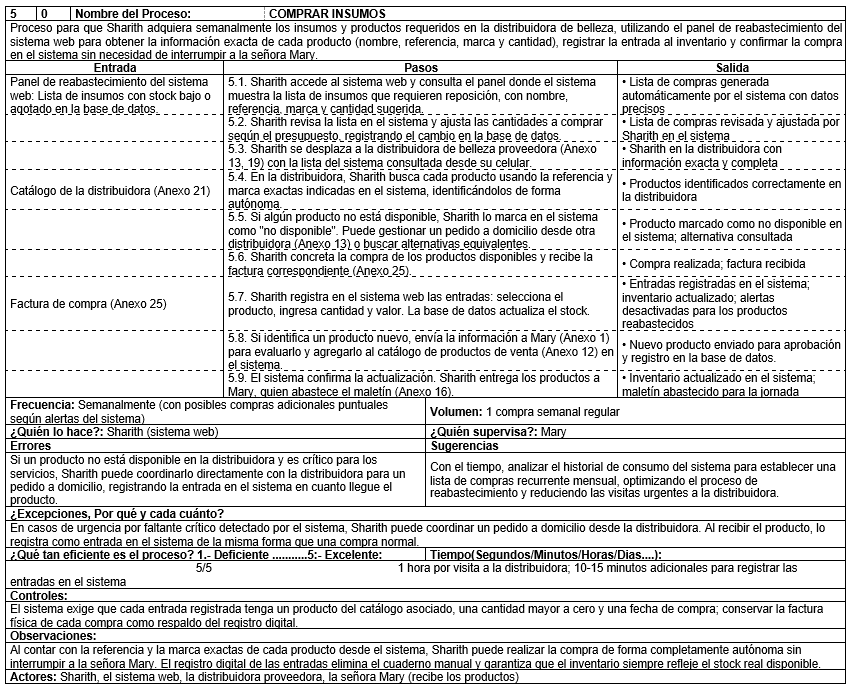 5 0 Nombre del Proceso: COMPRAR INSUMOS
Proceso para que Sharith adquiera semanalmente los insumos y productos requeridos en la distribuidora de belleza, utilizando el panel de reabastecimiento del
sistema web para obtener la información exacta de cada producto (nombre, referencia, marca y cantidad), registrar la entrada al inventario y confirmar la compra
en el sistema sin necesidad de interrumpir a la señora Mary.
Entrada Pasos Salida
Panel de reabastecimiento del sistema
web: Lista de insumos con stock bajo o
agotado en la base de datos.
5.1. Sharith accede al sistema web y consulta el panel donde el sistema
muestra la lista de insumos que requieren reposición, con nombre,
referencia, marca y cantidad sugerida.
• Lista de compras generada
automáticamente por el sistema con datos
precisos
5.2. Sharith revisa la lista en el sistema y ajusta las cantidades a comprar
según el presupuesto, registrando el cambio en la base de datos.
• Lista de compras revisada y ajustada por
Sharith en el sistema
5.3. Sharith se desplaza a la distribuidora de belleza proveedora (Anexo
13, 19) con la lista del sistema consultada desde su celular.
• Sharith en la distribuidora con
información exacta y completa
Catálogo de la distribuidora (Anexo 21)
5.4. En la distribuidora, Sharith busca cada producto usando la referencia y
marca exactas indicadas en el sistema, identificándolos de forma
autónoma.
• Productos identificados correctamente en
la distribuidora
5.5. Si algún producto no está disponible, Sharith lo marca en el sistema
como "no disponible". Puede gestionar un pedido a domicilio desde otra
distribuidora (Anexo 13) o buscar alternativas equivalentes.
• Producto marcado como no disponible en
el sistema; alternativa consultada
5.6. Sharith concreta la compra de los productos disponibles y recibe la
factura correspondiente (Anexo 25).
• Compra realizada; factura recibida
Factura de compra (Anexo 25)
5.7. Sharith registra en el sistema web las entradas: selecciona el
producto, ingresa cantidad y valor. La base de datos actualiza el stock.
• Entradas registradas en el sistema;
inventario actualizado; alertas
desactivadas para los productos
reabastecidos
5.8. Si identifica un producto nuevo, envía la información a Mary (Anexo 1)
para evaluarlo y agregarlo al catálogo de productos de venta (Anexo 12) en
el sistema.
• Nuevo producto enviado para aprobación
y registro en la base de datos.
5.9. El sistema confirma la actualización. Sharith entrega los productos a
Mary, quien abastece el maletín (Anexo 16).
• Inventario actualizado en el sistema;
maletín abastecido para la jornada
Frecuencia: Semanalmente (con posibles compras adicionales puntuales
según alertas del sistema)
Volumen: 1 compra semanal regular
¿Quién lo hace?: Sharith (sistema web) ¿Quién supervisa?: Mary
Errores Sugerencias
Si un producto no está disponible en la distribuidora y es crítico para los
servicios, Sharith puede coordinarlo directamente con la distribuidora para un
pedido a domicilio, registrando la entrada en el sistema en cuanto llegue el
producto.
Con el tiempo, analizar el historial de consumo del sistema para establecer una
lista de compras recurrente mensual, optimizando el proceso de
reabastecimiento y reduciendo las visitas urgentes a la distribuidora.
¿Excepciones, Por qué y cada cuánto?
En casos de urgencia por faltante crítico detectado por el sistema, Sharith puede coordinar un pedido a domicilio desde la distribuidora. Al recibir el producto, lo
registra como entrada en el sistema de la misma forma que una compra normal.
¿Qué tan eficiente es el proceso? 1.- Deficiente ...........5:- Excelente: Tiempo(Segundos/Minutos/Horas/Dias....):
5/5 1 hora por visita a la distribuidora; 10-15 minutos adicionales para registrar las
entradas en el sistema
Controles:
El sistema exige que cada entrada registrada tenga un producto del catálogo asociado, una cantidad mayor a cero y una fecha de compra; conservar la factura
física de cada compra como respaldo del registro digital.
Observaciones:
Al contar con la referencia y la marca exactas de cada producto desde el sistema, Sharith puede realizar la compra de forma completamente autónoma sin
interrumpir a la señora Mary. El registro digital de las entradas elimina el cuaderno manual y garantiza que el inventario siempre refleje el stock real disponible.
Actores: Sharith, el sistema web, la distribuidora proveedora, la señora Mary (recibe los productos)